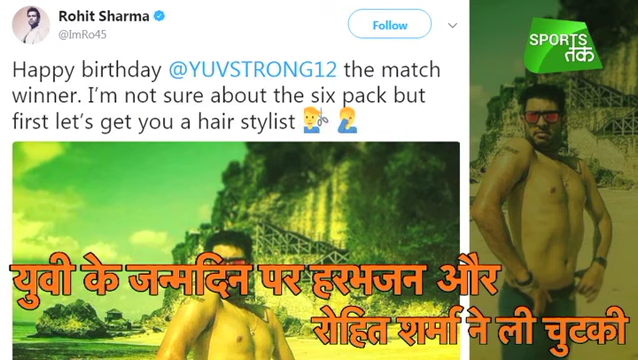 Rohit Sharma
@ImRo45
Follow
Happy birthday @YUVSTRONG12 the match
winner. I'm not sure about the six pack but
first let's get you a hair stylist 💇‍♂️ 🤦‍♂️
SPORTS
तक
युवी के जन्मदिन पर हरभजन और
रोहित शर्मा ने ली चुटकी